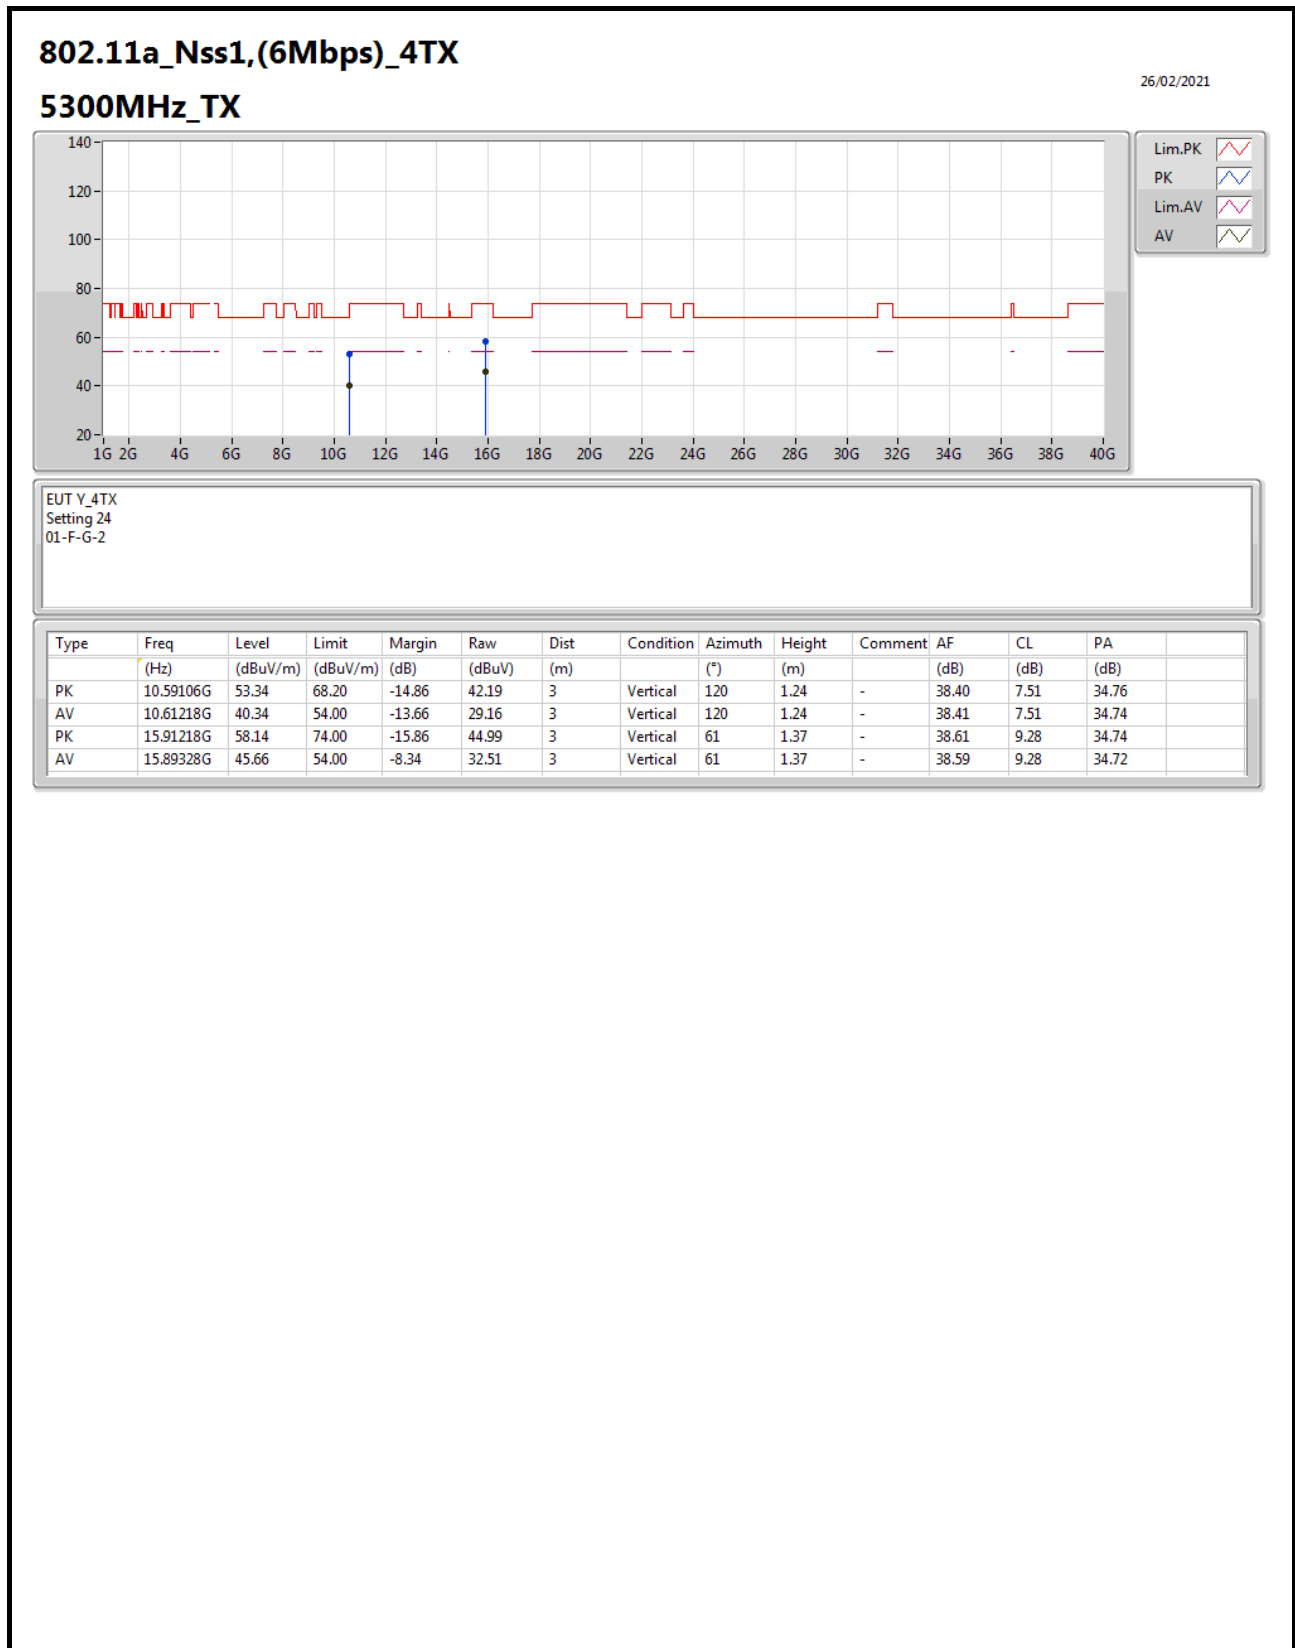 802.11a_Nss1,(6Mbps)_4TX
26/02/2021
5300MHz_TX
140
120
100
80
60
40
20
1G 2G 4G 6G 8G 10G 12G 14G 16G 18G 20G 22G 24G 26G 28G 30G 32G 34G 36G 38G 40G
Lim.PK
PK
Lim.AV
AV
EUT Y_4TX
Setting 24
01-F-G-2
Type Freq Level Limit Margin Raw Dist Condition Azimuth Height Comment AF CL PA
(Hz) (dBuV/m) (dBuV/m) (dB) (dBuV) (m) (°) (m) (dB) (dB) (dB)
PK 10.59106G 53.34 68.20 -14.86 42.19 3 Vertical 120 1.24 - 38.40 7.51 34.76
AV 10.61218G 40.34 54.00 -13.66 29.16 3 Vertical 120 1.24 - 38.41 7.51 34.74
PK 15.91218G 58.14 74.00 -15.86 44.99 3 Vertical 61 1.37 - 38.61 9.28 34.74
AV 15.89328G 45.66 54.00 -8.34 32.51 3 Vertical 61 1.37 - 38.59 9.28 34.72